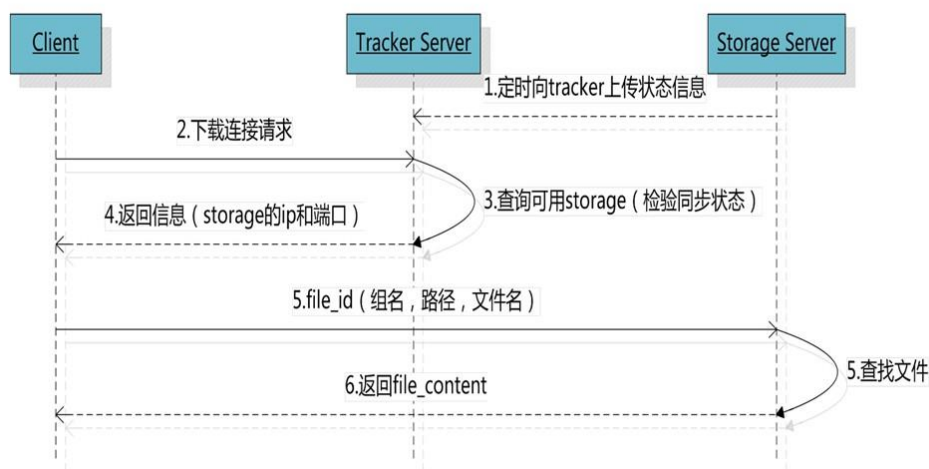 Client
Tracker Server
Storage Server
1.定时向tracker上传状态信息
2.下载连接请求
3.查询可用storage（检验同步状态）
4.返回信息（storage的ip和端口）
5.file_id（组名，路径，文件名）
5.查找文件
6.返回file_content